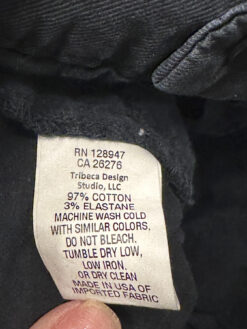 RN 128947
CA 26276
Tribeca Design
Studio, LLC
97% COTTON
3% ELASTANE
MACHINE WASH COLD
WITH SIMILAR COLORS,
DO NOT BLEACH.
TUMBLE DRY LOW,
LOW IRON.
OR DRY CLEAN
MADE IN USA OF
IMPORTED FABRIC